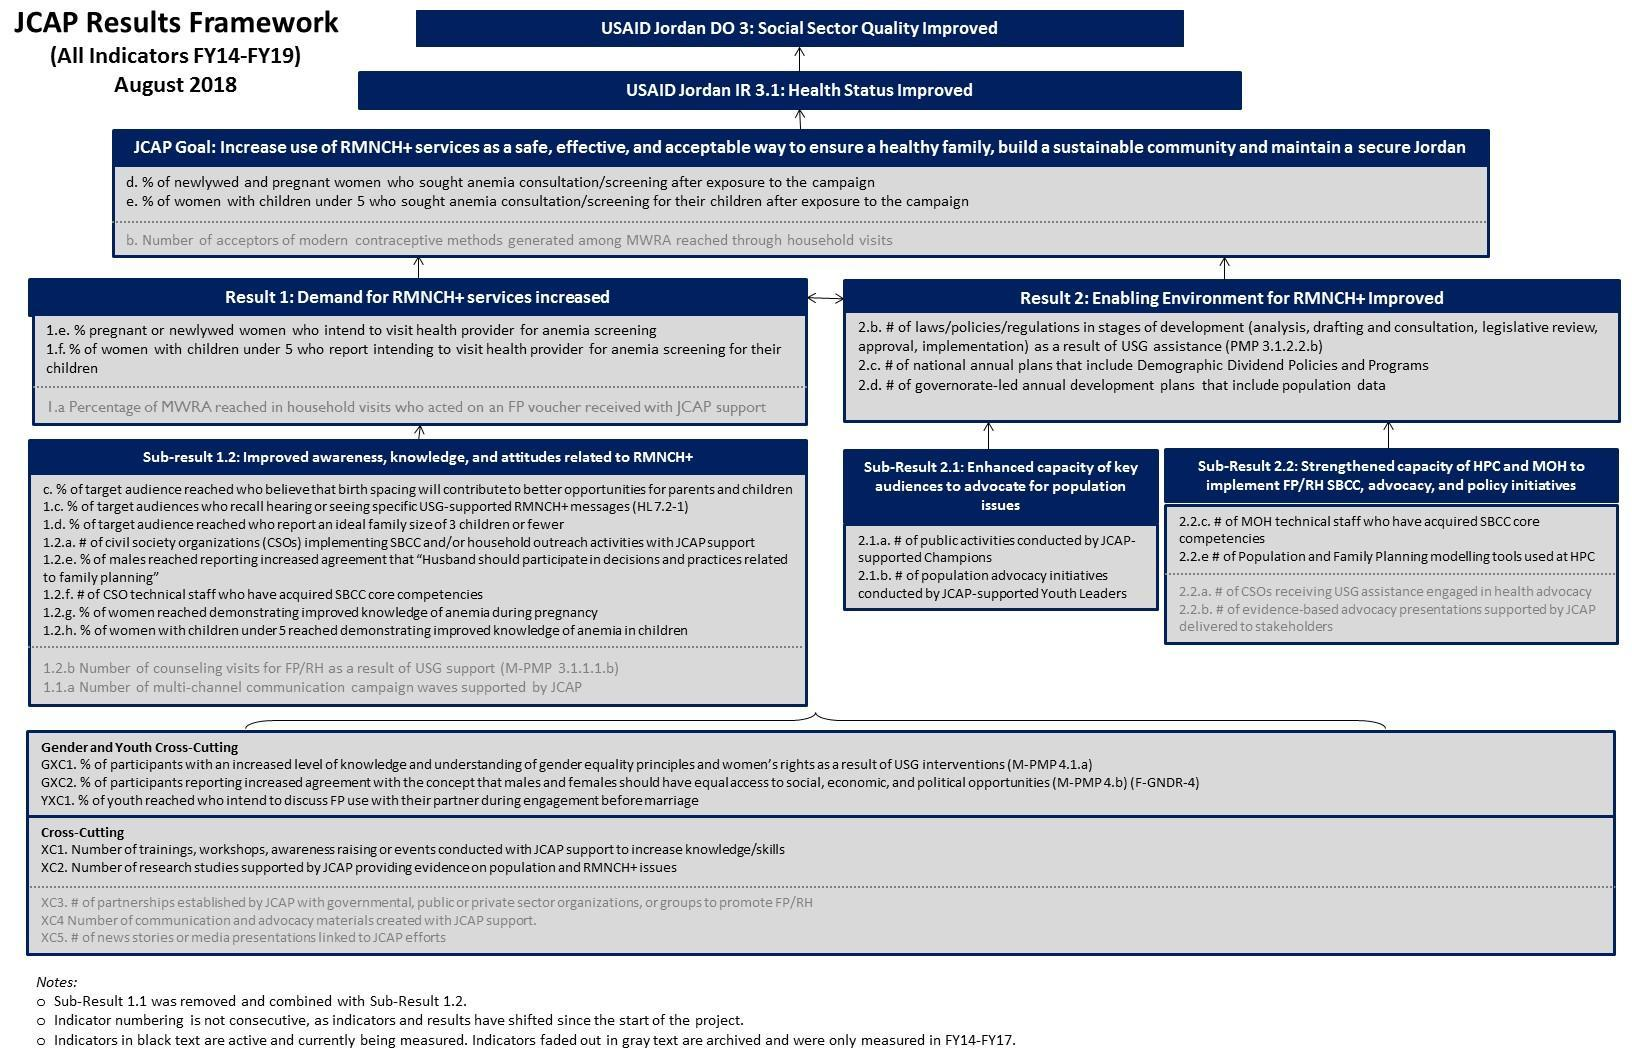 JCAP Results Framework
(All Indicators FY14-FY19)
August 2018
USAID Jordan DO 3: Social Sector Quality Improved
USAID Jordan IR 3.1: Health Status Improved
JCAP Goal: Increase use of RMNCH+ services as a safe, effective, and acceptable way to ensure a healthy family, build a sustainable community and maintain a secure Jordan
d. % of newlywed and pregnant women who sought anemia consultation/screening after exposure to the campaign
e. % of women with children under 5 who sought anemia consultation/screening for their children after exposure to the campaign
b. Number of acceptors of modern contraceptive methods generated among MWRA reached through household visits
Result 1: Demand for RMNCH+ services increased
1.e. % pregnant or newlywed women who intend to visit health provider for anemia screening
1.f. % of women with children under 5 who report intending to visit health provider for anemia screening for their
children
1.a Percentage of MWRA reached in household visits who acted on an FP voucher received with JCAP support
Sub-result 1.2: Improved awareness, knowledge, and attitudes related to RMNCH+
c. % of target audience reached who believe that birth spacing will contribute to better opportunities for parents and children
1.c. % of target audiences who recall hearing or seeing specific USG-supported RMNCH+ messages (HL 7.2-1)
1.d. % of target audience reached who report an ideal family size of 3 children or fewer
1.2.a. # of civil society organizations (CSOs) implementing SBCC and/or household outreach activities with JCAP support
1.2.e. % of males reached reporting increased agreement that “Husband should participate in decisions and practices related
to family planning”
1.2.f. # of CSO technical staff who have acquired SBCC core competencies
1.2.g. % of women reached demonstrating improved knowledge of anemia during pregnancy
1.2.h. % of women with children under 5 reached demonstrating improved knowledge of anemia in children
1.2.b Number of counseling visits for FP/RH as a result of USG support (M-PMP 3.1.1.1.b)
1.1.a Number of multi-channel communication campaign waves supported by JCAP
Result 2: Enabling Environment for RMNCH+ Improved
2.b. # of laws/policies/regulations in stages of development (analysis, drafting and consultation, legislative review,
approval, implementation) as a result of USG assistance (PMP 3.1.2.2.b)
2.c. # of national annual plans that include Demographic Dividend Policies and Programs
2.d. # of governorate-led annual development plans that include population data
Sub-Result 2.1: Enhanced capacity of key
audiences to advocate for population
issues
2.1.a. # of public activities conducted by JCAP-
supported Champions
2.1.b. # of population advocacy initiatives
conducted by JCAP-supported Youth Leaders
Sub-Result 2.2: Strengthened capacity of HPC and MOH to
implement FP/RH SBCC, advocacy, and policy initiatives
2.2.c. # of MOH technical staff who have acquired SBCC core
competencies
2.2.e # of Population and Family Planning modelling tools used at HPC
2.2.a. # of CSOs receiving USG assistance engaged in health advocacy
2.2.b. # of evidence-based advocacy presentations supported by JCAP
delivered to stakeholders
Gender and Youth Cross-Cutting
GXC1. % of participants with an increased level of knowledge and understanding of gender equality principles and women’s rights as a result of USG interventions (M-PMP 4.1.a)
GXC2. % of participants reporting increased agreement with the concept that males and females should have equal access to social, economic, and political opportunities (M-PMP 4.b) (F-GNDR-4)
YXC1. % of youth reached who intend to discuss FP use with their partner during engagement before marriage
Cross-Cutting
XC1. Number of trainings, workshops, awareness raising or events conducted with JCAP support to increase knowledge/skills
XC2. Number of research studies supported by JCAP providing evidence on population and RMNCH+ issues
XC3. # of partnerships established by JCAP with governmental, public or private sector organizations, or groups to promote FP/RH
XC4 Number of communication and advocacy materials created with JCAP support.
XC5. # of news stories or media presentations linked to JCAP efforts
Notes:
o Sub-Result 1.1 was removed and combined with Sub-Result 1.2.
o Indicator numbering is not consecutive, as indicators and results have shifted since the start of the project.
o Indicators in black text are active and currently being measured. Indicators faded out in gray text are archived and were only measured in FY14-FY17.